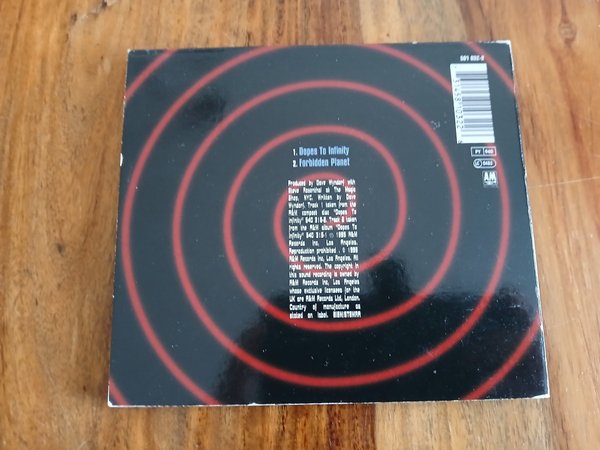 581 032-2
1. Dopes To Infinity
2. Forbidden Planet
Produced by Dave Wyndorf with
Steve Rosenthal at The Magic
Shop, NYC. Written by Dave
Wyndorf. Track 1 taken from the
A&M compact disc "Dopes To
Infinity" 540 315-2. Track 2 taken
from the A&M album "Dopes To
Infinity" 540 315-1 1995 A&M
Records Inc. Los Angeles.
Reproduction prohibited. © 1995
A&M Records Inc. Los Angeles. All
rights reserved. The copyright in
this sound recording is owned by
A&M Records Inc. Los Angeles
whose exclusive licensees for the
UK are A&M Records Ltd, London.
Country of manufacture as
stated on label. BIEM/STEMRA
PY 440
AM